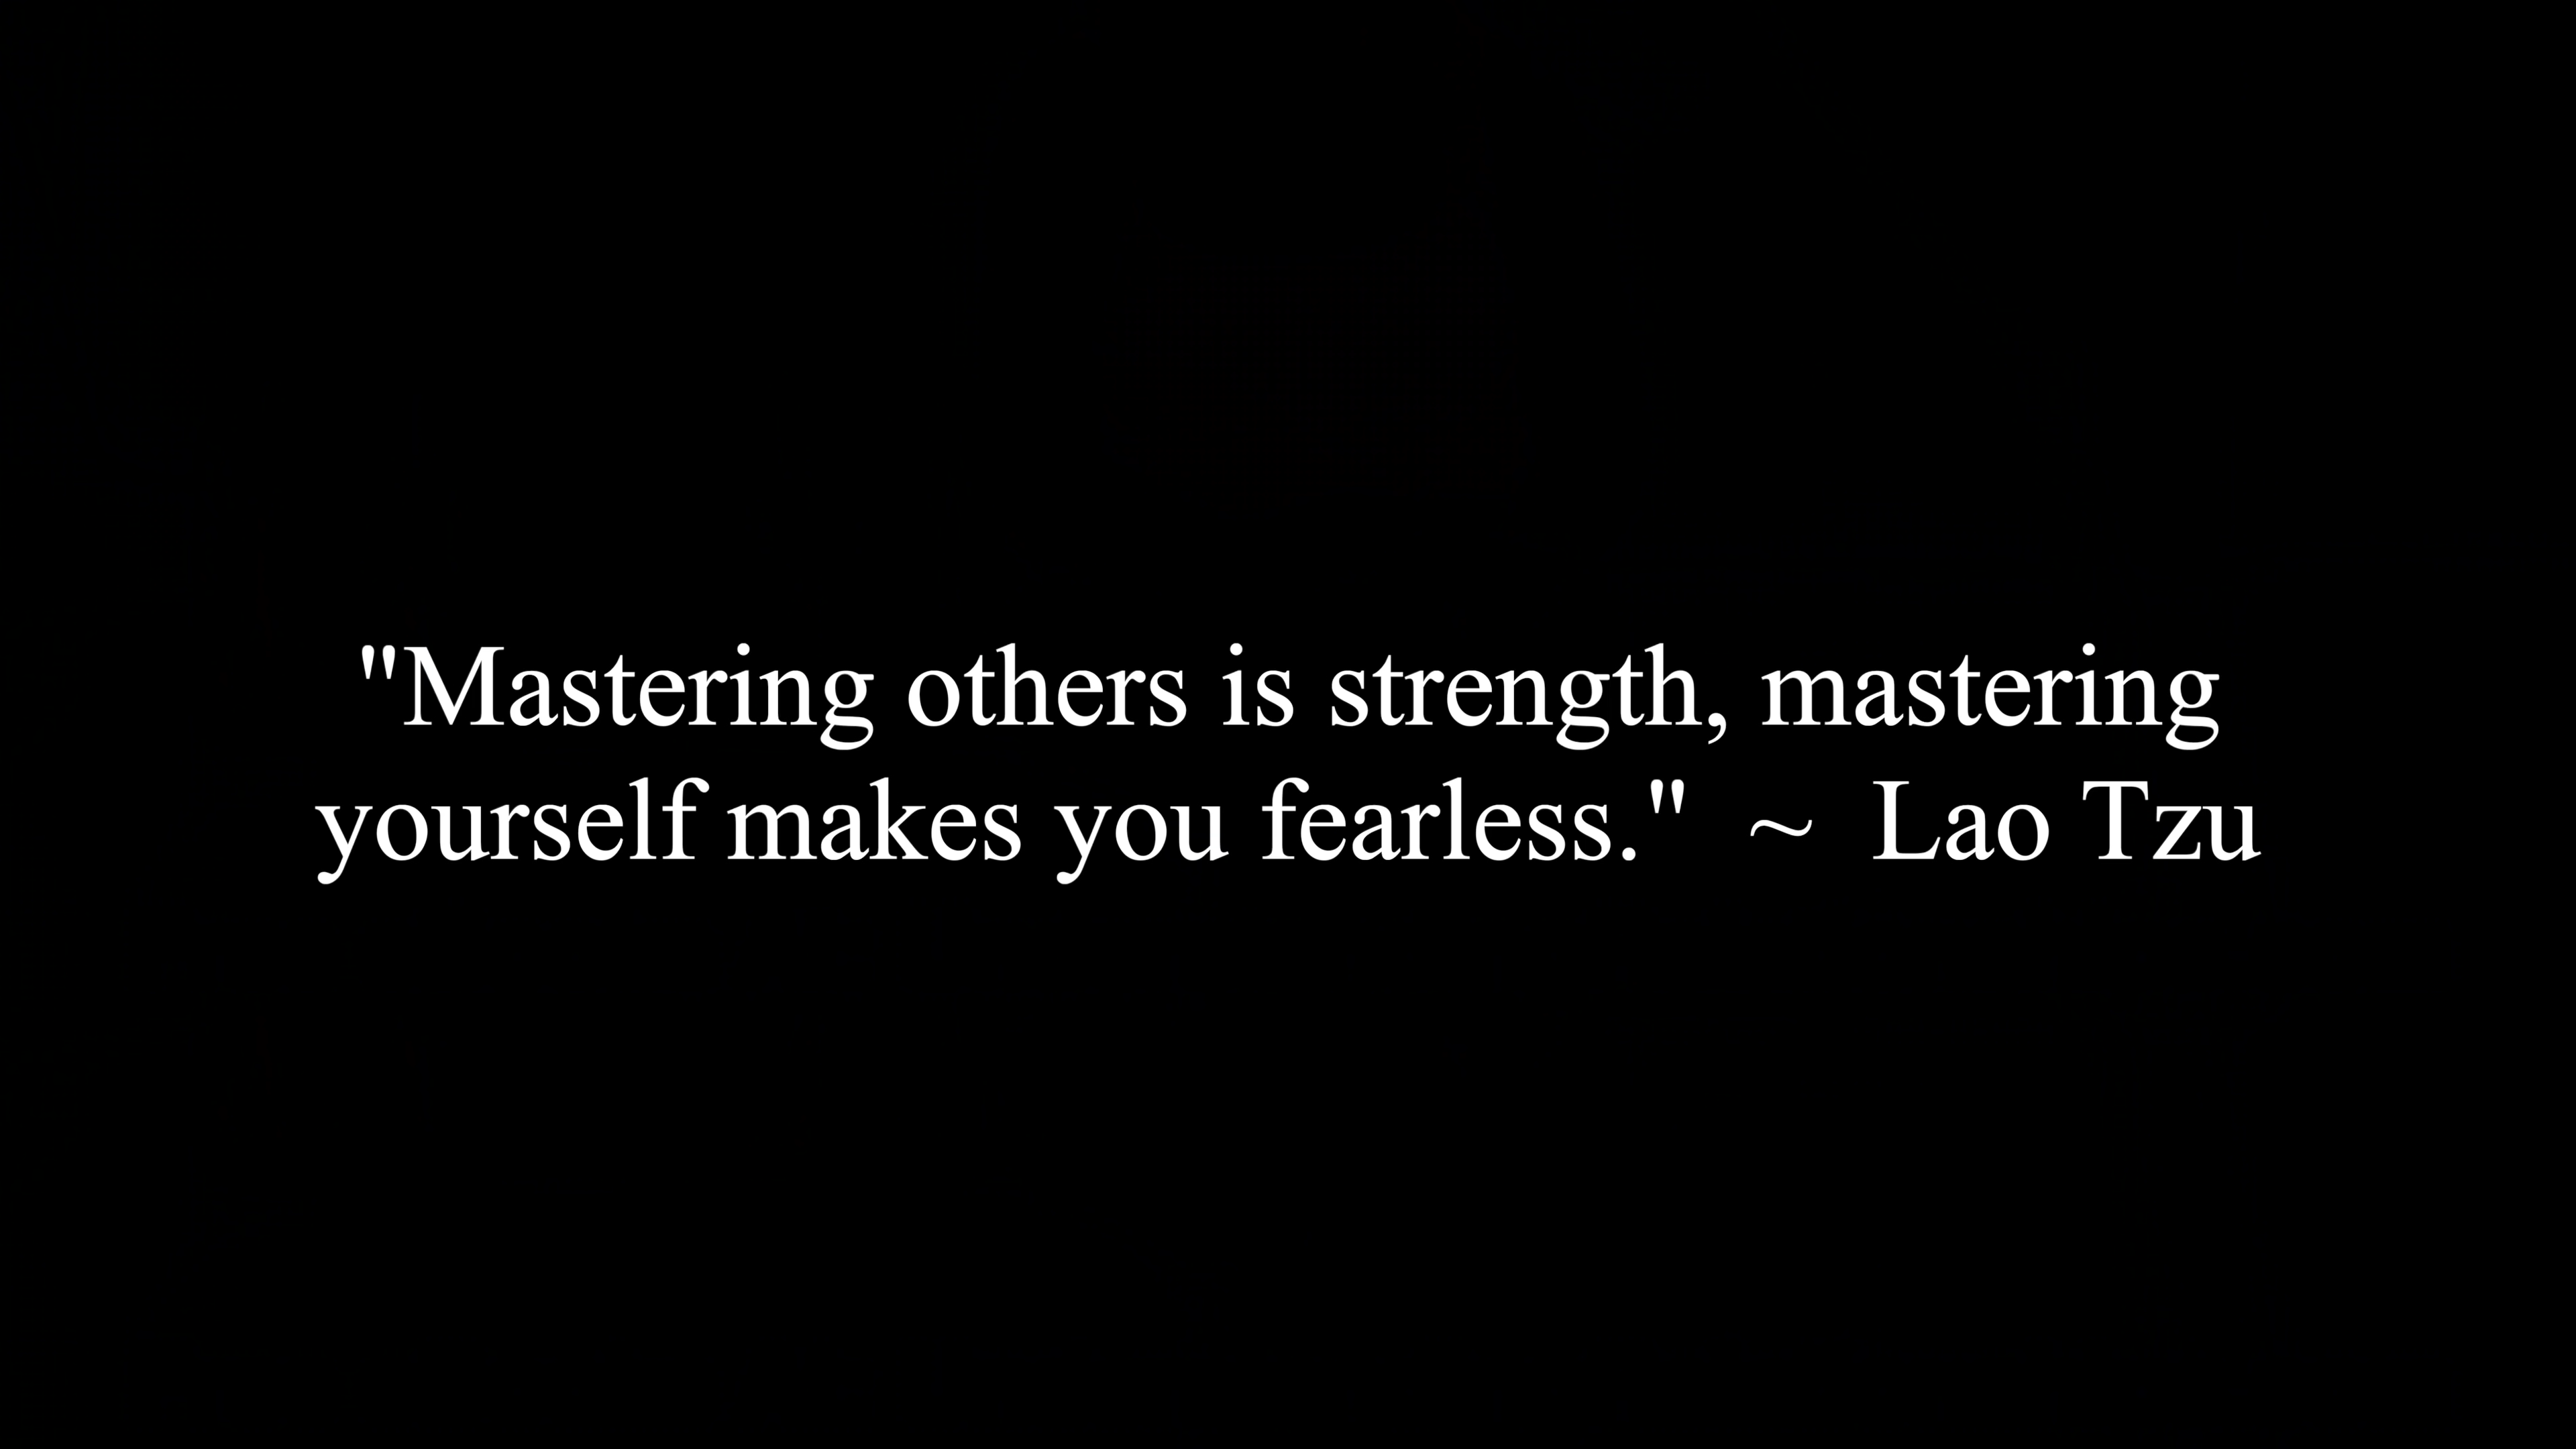 "Mastering others is strength, mastering
yourself makes you fearless."  ~  Lao Tzu